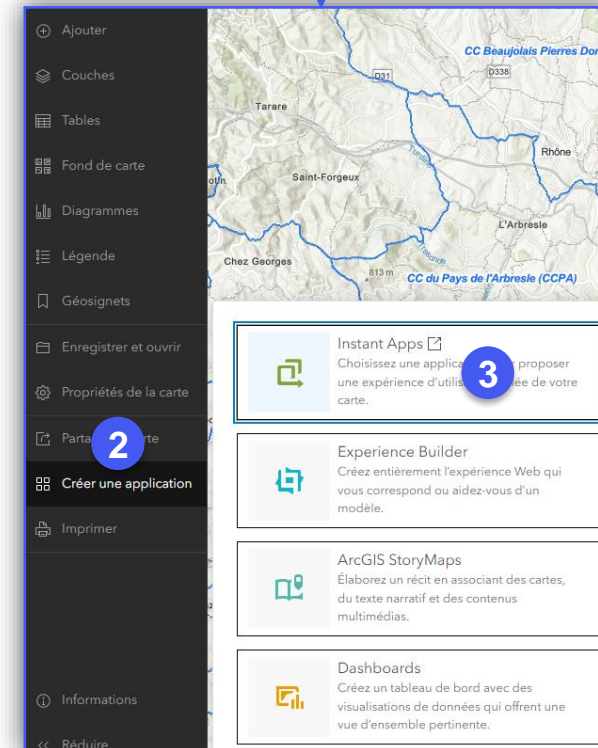 Ajouter
Couches
Tables
Fond de carte
Diagrammes
Légende
Géosignets
Enregistrer et ouvrir
Propriétés de la carte
2
Créer une application
Imprimer
Informations
Réduire
CC Beaujolais Pierres
D31
D338
Tarare
Rhône
Saint-Forgeux
Turdine
L'Arbresle
Chez Georges
813 m
CC du Pays de l'Arbresle (CCPA)
Instant Apps
Choisissez une proposer
une expérience de votre
carte.
3
Experience Builder
Créez entièrement l'expérience Web qui
vous correspond ou aidez-vous d'un
modèle.
ArcGIS StoryMaps
Élaborez un récit en associant des cartes,
du texte narratif et des contenus
multimédias.
Dashboards
Créez un tableau de bord avec des
visualisations de données qui offrent une
vue d'ensemble pertinente.